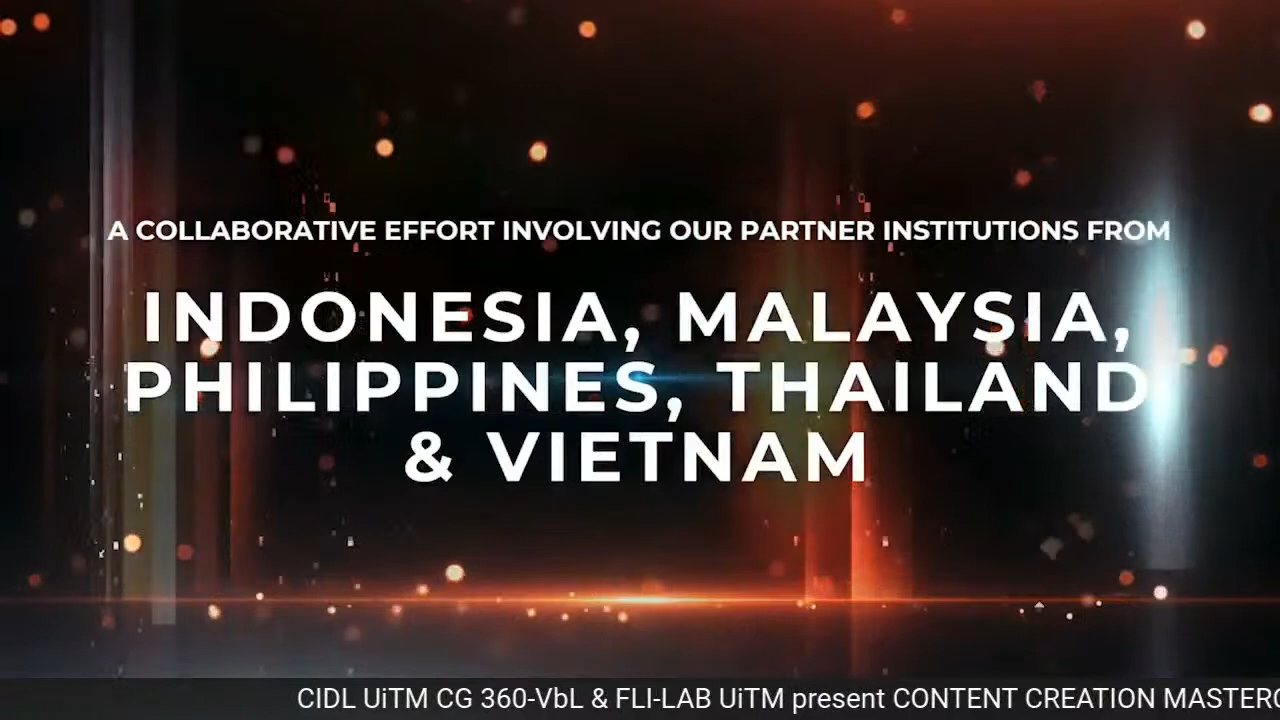 A COLLABORATIVE EFFORT INVOLVING OUR PARTNER INSTITUTIONS FROM
INDONESIA, MALAYSIA,
PHILIPPINES, THAILAND
& VIETNAM
CIDL UiTM CG 360-VbL & FLI-LAB UiTM present CONTENT CREATION